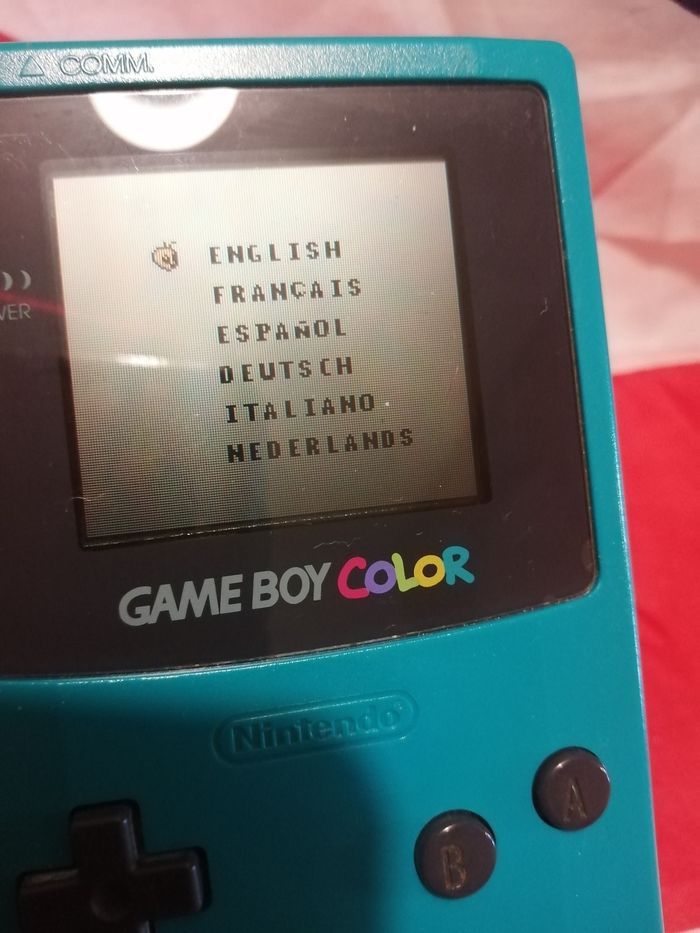 COMM.
ENGLISH
FRANÇAIS
ESPAÑOL
DEUTSCH
ITALIANO
NEDERLANDS
GAME BOY COLOR
Nintendo
A
B